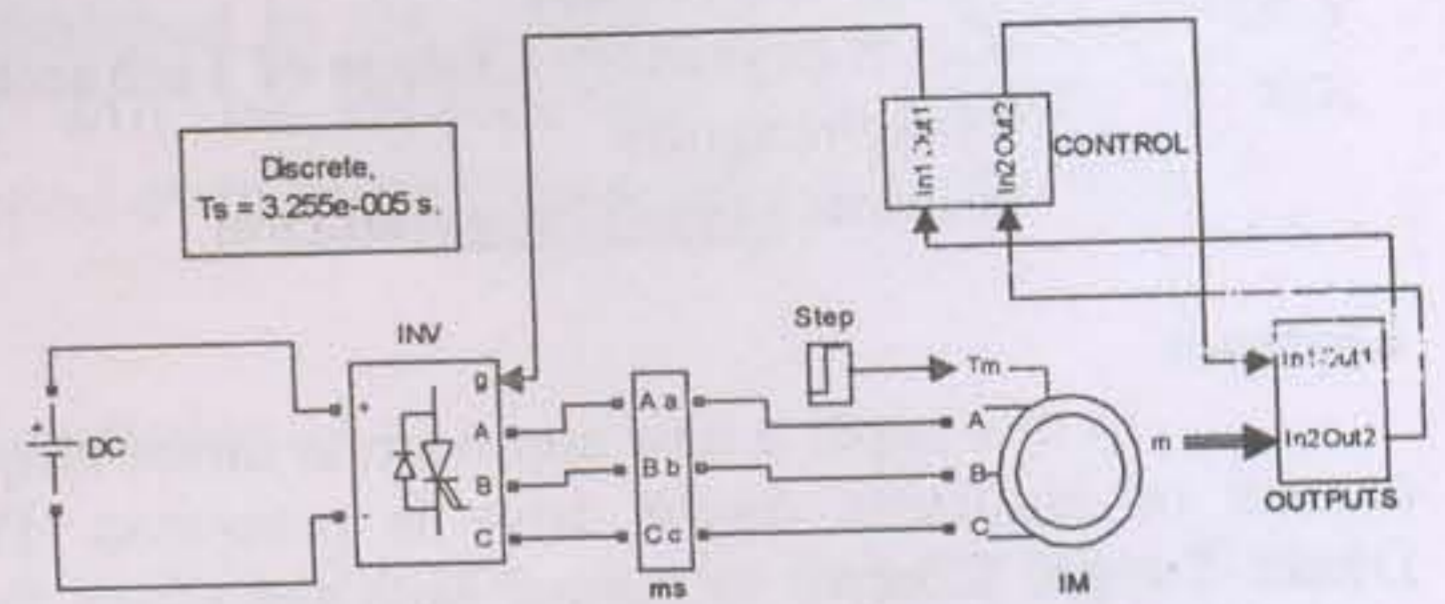 In1 Out1
In2 Out2
CONTROL
Discrete,
Ts = 3.255e-005 s.
Step
INV
g
Tm
In1 Out1
+
+
A
A a
A
DC
m
In2 Out2
B
B b
B
OUTPUTS
-
C
C c
C
ms
IM